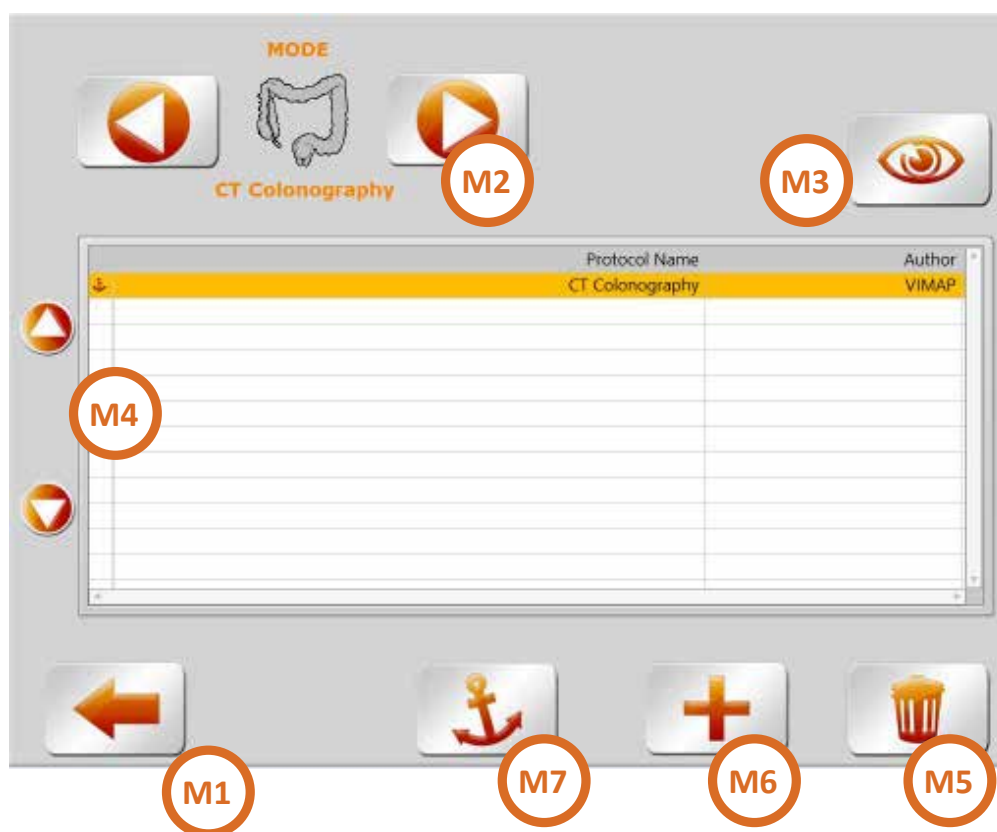 MODE
CT Colonography
M2
M3
Protocol Name Author
CT Colonography VIMAP
M4
M1
M7
M6
M5